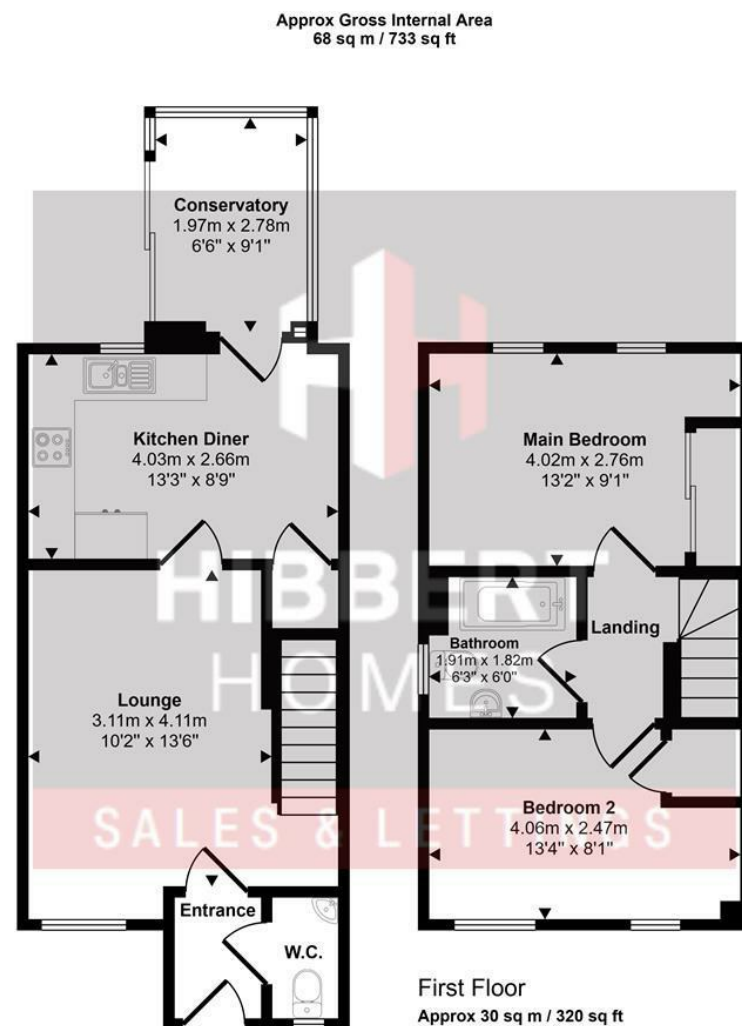 Approx Gross Internal Area
68 sq m / 733 sq ft
Conservatory
1.97m x 2.78m
6'6" x 9'1"
Kitchen Diner
4.03m x 2.66m
13'3" x 8'9"
Main Bedroom
4.02m x 2.76m
13'2" x 9'1"
HIBBERT
HOMES
SALES & LETTINGS
Landing
Bathroom
1.91m x 1.82m
6'3" x 6'0"
Lounge
3.11m x 4.11m
10'2" x 13'6"
Bedroom 2
4.06m x 2.47m
13'4" x 8'1"
Entrance
W.C.
First Floor
Approx 30 sq m / 320 sq ft